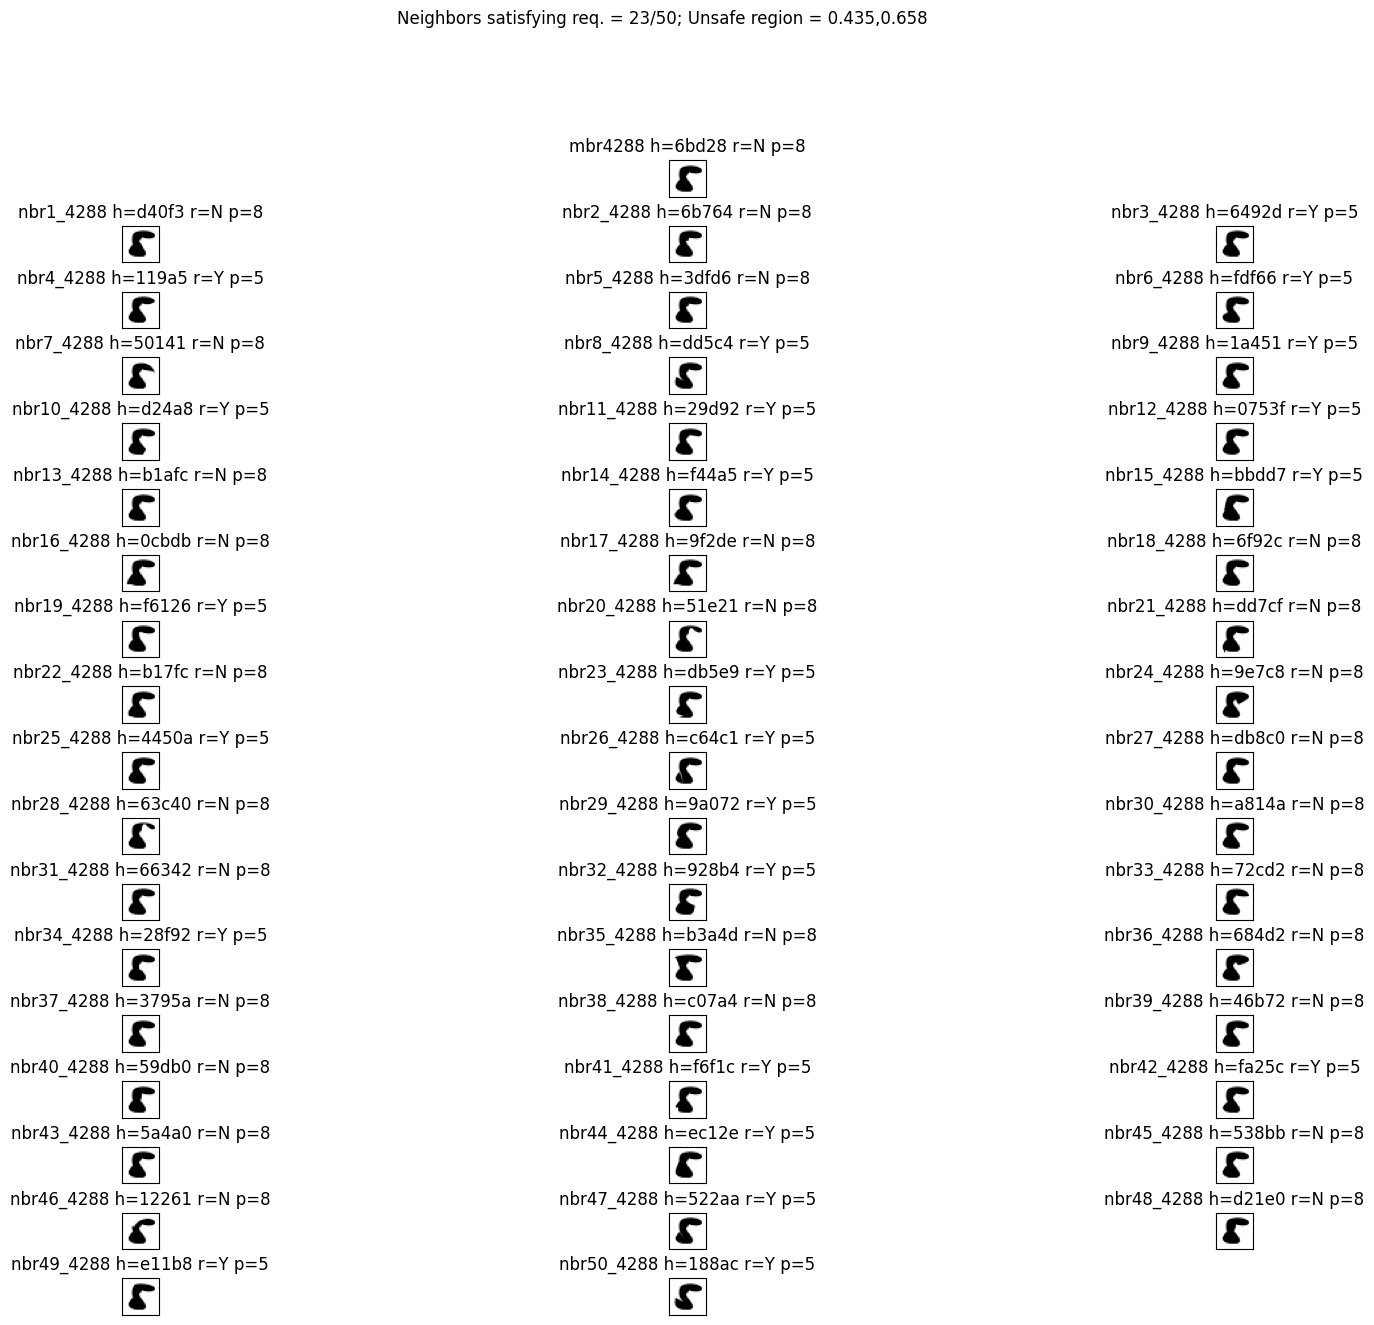 Neighbors satisfying req. = 23/50; Unsafe region = 0.435,0.658
mbr4288 h=6bd28 r=N p=8
nbr1_4288 h=d40f3 r=N p=8
nbr2_4288 h=6b764 r=N p=8
nbr3_4288 h=6492d r=Y p=5
nbr4_4288 h=119a5 r=Y p=5
nbr5_4288 h=3dfd6 r=N p=8
nbr6_4288 h=fdf66 r=Y p=5
nbr7_4288 h=50141 r=N p=8
nbr8_4288 h=dd5c4 r=Y p=5
nbr9_4288 h=1a451 r=Y p=5
nbr10_4288 h=d24a8 r=Y p=5
nbr11_4288 h=29d92 r=Y p=5
nbr12_4288 h=0753f r=Y p=5
nbr13_4288 h=b1afc r=N p=8
nbr14_4288 h=f44a5 r=Y p=5
nbr15_4288 h=bbdd7 r=Y p=5
nbr16_4288 h=0cbdb r=N p=8
nbr17_4288 h=9f2de r=N p=8
nbr18_4288 h=6f92c r=N p=8
nbr19_4288 h=f6126 r=Y p=5
nbr20_4288 h=51e21 r=N p=8
nbr21_4288 h=dd7cf r=N p=8
nbr22_4288 h=b17fc r=N p=8
nbr23_4288 h=db5e9 r=Y p=5
nbr24_4288 h=9e7c8 r=N p=8
nbr25_4288 h=4450a r=Y p=5
nbr26_4288 h=c64c1 r=Y p=5
nbr27_4288 h=db8c0 r=N p=8
nbr28_4288 h=63c40 r=N p=8
nbr29_4288 h=9a072 r=Y p=5
nbr30_4288 h=a814a r=N p=8
nbr31_4288 h=66342 r=N p=8
nbr32_4288 h=928b4 r=Y p=5
nbr33_4288 h=72cd2 r=N p=8
nbr34_4288 h=28f92 r=Y p=5
nbr35_4288 h=b3a4d r=N p=8
nbr36_4288 h=684d2 r=N p=8
nbr37_4288 h=3795a r=N p=8
nbr38_4288 h=c07a4 r=N p=8
nbr39_4288 h=46b72 r=N p=8
nbr40_4288 h=59db0 r=N p=8
nbr41_4288 h=f6f1c r=Y p=5
nbr42_4288 h=fa25c r=Y p=5
nbr43_4288 h=5a4a0 r=N p=8
nbr44_4288 h=ec12e r=Y p=5
nbr45_4288 h=538bb r=N p=8
nbr46_4288 h=12261 r=N p=8
nbr47_4288 h=522aa r=Y p=5
nbr48_4288 h=d21e0 r=N p=8
nbr49_4288 h=e11b8 r=Y p=5
nbr50_4288 h=188ac r=Y p=5